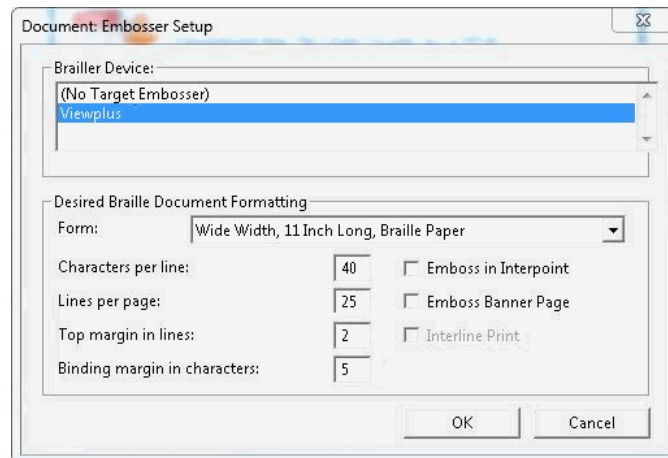 Document: Embosser Setup
Brailler Device:
(No Target Embosser)
Viewplus
Desired Braille Document Formatting
Form: Wide Width, 11 Inch Long, Braille Paper
Characters per line: 40 Emboss in Interpoint
Lines per page: 25 Emboss Banner Page
Top margin in lines: 2 Interline Print
Binding margin in characters: 5
OK Cancel